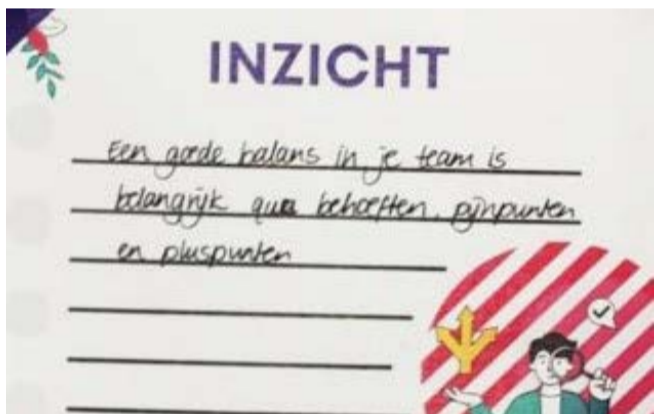 INZICHT
Een goede balans in je team is
belangrijk qua behoeften, pijnpunten
en pluspunten